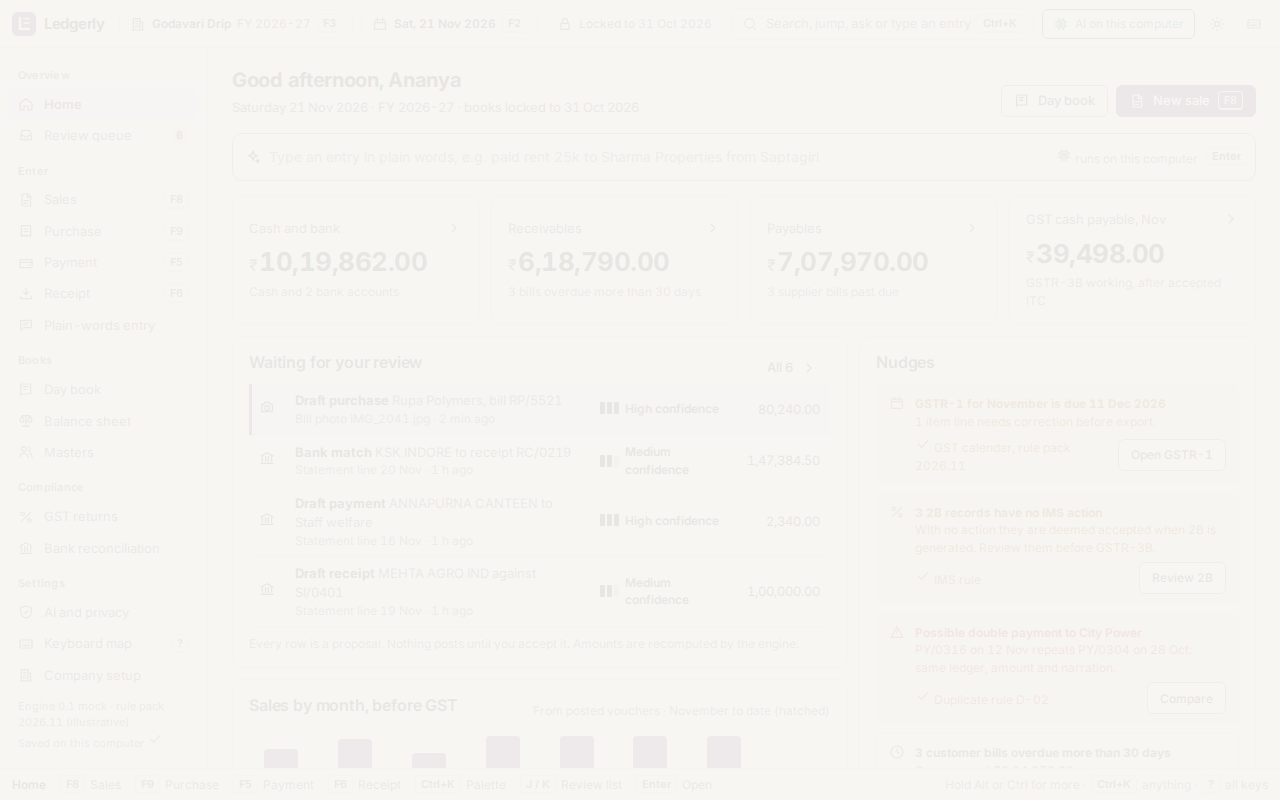 Ledgerly
Godavari Drip FY 2026-27 F3
Sat, 21 Nov 2026 F2
Locked to 31 Oct 2026
Search, jump, ask or type an entry Ctrl+K
AI on this computer
Overview
Home
Review queue 6
Enter
Sales F8
Purchase F9
Payment F5
Receipt F6
Plain-words entry
Books
Day book
Balance sheet
Masters
Compliance
GST returns
Bank reconciliation
Settings
AI and privacy
Keyboard map ?
Company setup
Engine 0.1 mock · rule pack
2026.11 (illustrative)
Saved on this computer
Good afternoon, Ananya
Saturday 21 Nov 2026 · FY 2026-27 · books locked to 31 Oct 2026
Day book
New sale F8
Type an entry in plain words, e.g. paid rent 25k to Sharma Properties from Saptagiri
runs on this computer Enter
Cash and bank
₹10,19,862.00
Cash and 2 bank accounts
Receivables
₹6,18,790.00
3 bills overdue more than 30 days
Payables
₹7,07,970.00
3 supplier bills past due
GST cash payable, Nov
₹39,498.00
GSTR-3B working, after accepted
ITC
Waiting for your review
All 6
Draft purchase Rupa Polymers, bill RP/5521
Bill photo IMG_2041.jpg · 2 min ago
High confidence
80,240.00
Bank match KSK INDORE to receipt RC/0219
Statement line 20 Nov · 1 h ago
Medium
confidence
1,47,384.50
Draft payment ANNAPURNA CANTEEN to
Staff welfare
Statement line 16 Nov · 1 h ago
High confidence
2,340.00
Draft receipt MEHTA AGRO IND against
SI/0401
Statement line 19 Nov · 1 h ago
Medium
confidence
1,00,000.00
Every row is a proposal. Nothing posts until you accept it. Amounts are recomputed by the engine.
Sales by month, before GST
From posted vouchers · November to date (hatched)
Nudges
GSTR-1 for November is due 11 Dec 2026
1 item line needs correction before export.
GST calendar, rule pack
2026.11
Open GSTR-1
3 2B records have no IMS action
With no action they are deemed accepted when 2B is
generated. Review them before GSTR-3B.
IMS rule
Review 2B
Possible double payment to City Power
PY/0316 on 12 Nov repeats PY/0304 on 28 Oct:
same ledger, amount and narration.
Duplicate rule D-02
Compare
3 customer bills overdue more than 30 days
Home F8 Sales F9 Purchase F5 Payment F6 Receipt Ctrl+K Palette J / K Review list Enter Open
Hold Alt or Ctrl for more · Ctrl+K anything · ? all keys